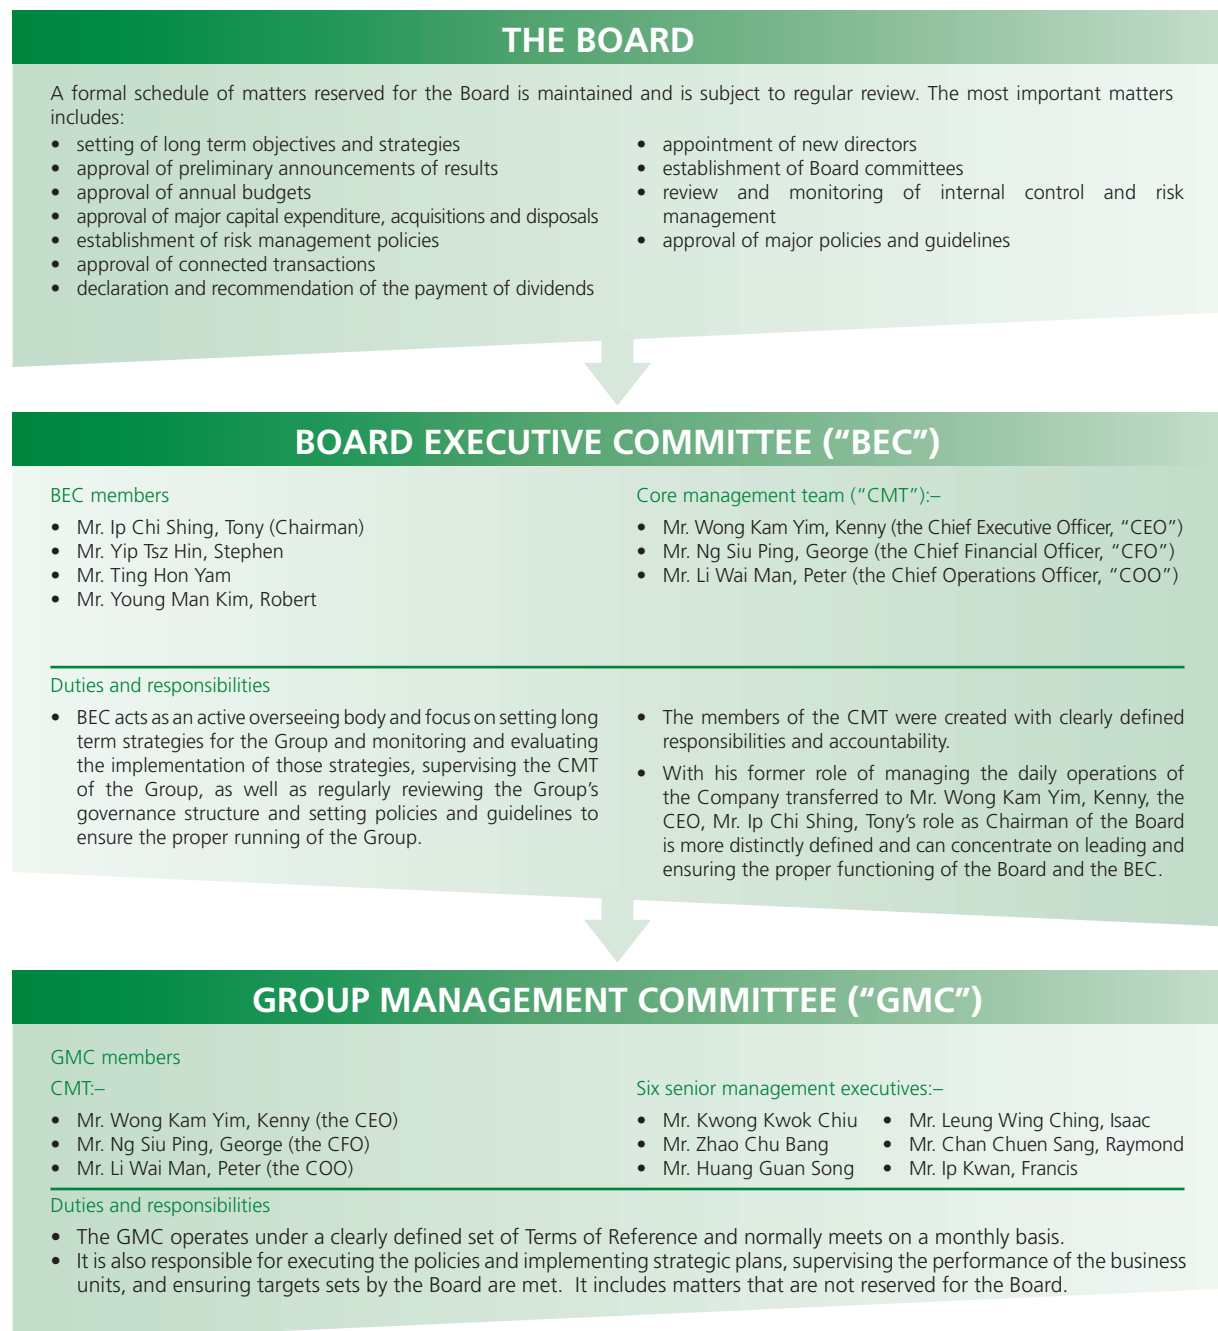 THE BOARD
A formal schedule of matters reserved for the Board is maintained and is subject to regular review. The most important matters
includes:
• setting of long term objectives and strategies
• approval of preliminary announcements of results
• approval of annual budgets
• approval of major capital expenditure, acquisitions and disposals
• establishment of risk management policies
• approval of connected transactions
• declaration and recommendation of the payment of dividends
• appointment of new directors
• establishment of Board committees
• review and monitoring of internal control and risk
management
• approval of major policies and guidelines
BOARD EXECUTIVE COMMITTEE ("BEC")
BEC members
• Mr. Ip Chi Shing, Tony (Chairman)
• Mr. Yip Tsz Hin, Stephen
• Mr. Ting Hon Yam
• Mr. Young Man Kim, Robert
Core management team ("CMT"):–
• Mr. Wong Kam Yim, Kenny (the Chief Executive Officer, "CEO")
• Mr. Ng Siu Ping, George (the Chief Financial Officer, "CFO")
• Mr. Li Wai Man, Peter (the Chief Operations Officer, "COO")
Duties and responsibilities
• BEC acts as an active overseeing body and focus on setting long
term strategies for the Group and monitoring and evaluating
the implementation of those strategies, supervising the CMT
of the Group, as well as regularly reviewing the Group's
governance structure and setting policies and guidelines to
ensure the proper running of the Group.
• The members of the CMT were created with clearly defined
responsibilities and accountability.
• With his former role of managing the daily operations of
the Company transferred to Mr. Wong Kam Yim, Kenny, the
CEO, Mr. Ip Chi Shing, Tony's role as Chairman of the Board
is more distinctly defined and can concentrate on leading and
ensuring the proper functioning of the Board and the BEC.
GROUP MANAGEMENT COMMITTEE ("GMC")
GMC members
CMT:–
• Mr. Wong Kam Yim, Kenny (the CEO)
• Mr. Ng Siu Ping, George (the CFO)
• Mr. Li Wai Man, Peter (the COO)
Six senior management executives:–
• Mr. Kwong Kwok Chiu
• Mr. Zhao Chu Bang
• Mr. Huang Guan Song
• Mr. Leung Wing Ching, Isaac
• Mr. Chan Chuen Sang, Raymond
• Mr. Ip Kwan, Francis
Duties and responsibilities
• The GMC operates under a clearly defined set of Terms of Reference and normally meets on a monthly basis.
• It is also responsible for executing the policies and implementing strategic plans, supervising the performance of the business
units, and ensuring targets sets by the Board are met. It includes matters that are not reserved for the Board.